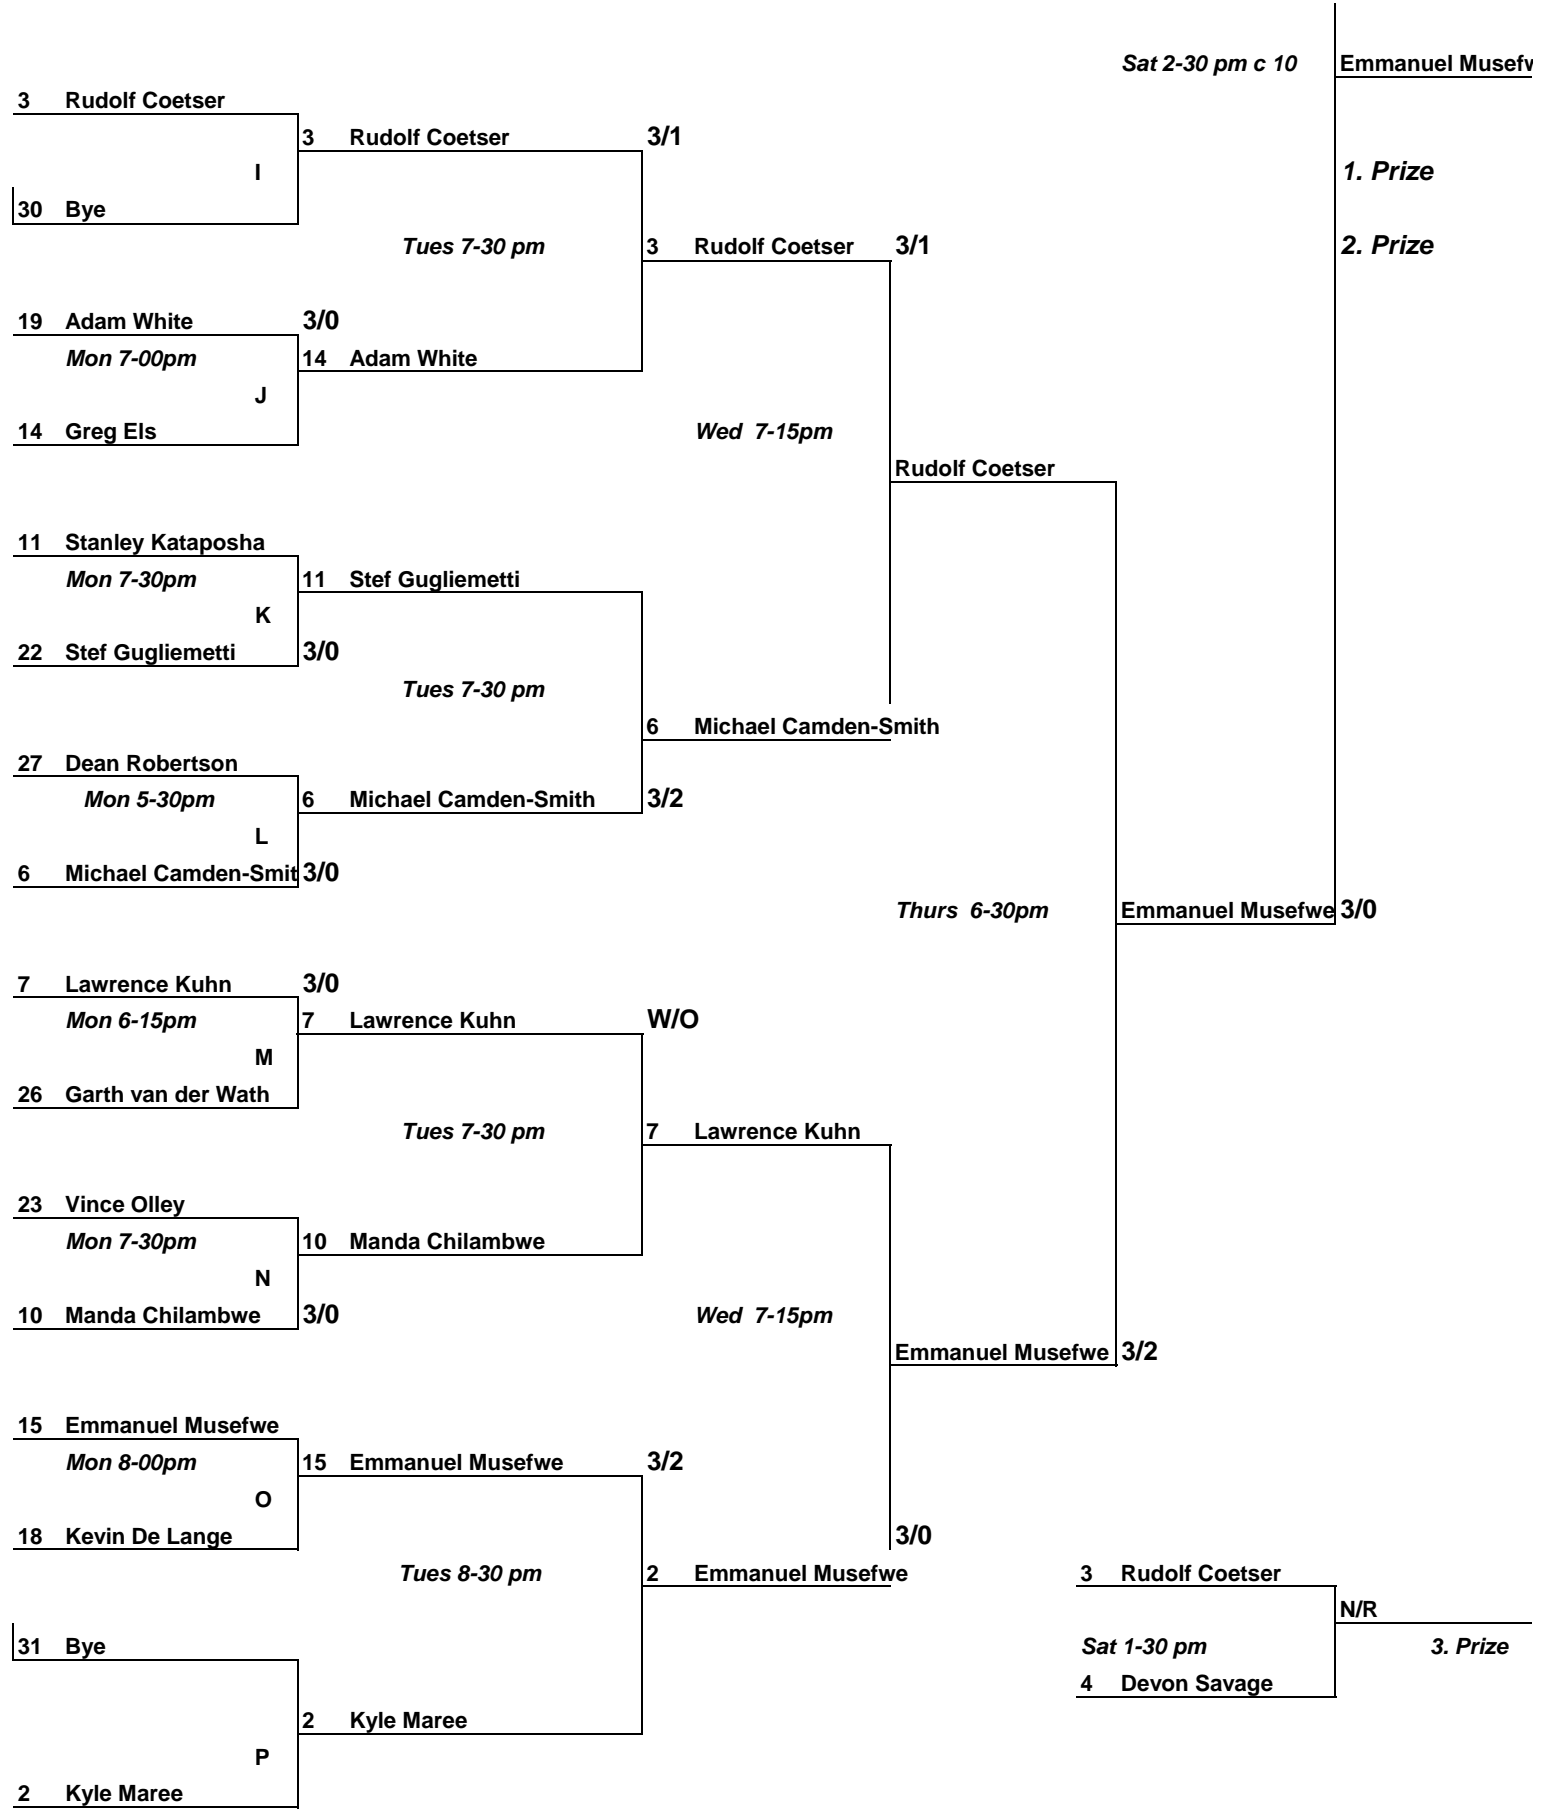 Sat 2-30 pm c 10 Emmanuel Musefw
3 Rudolf Coetser
3 Rudolf Coetser 3/1
I 1. Prize
30 Bye
Tues 7-30 pm 3 Rudolf Coetser 3/1 2. Prize
19 Adam White 3/0
Mon 7-00pm 14 Adam White
J
14 Greg Els Wed 7-15pm
Rudolf Coetser
11 Stanley Kataposha
Mon 7-30pm 11 Stef Gugliemetti
K
22 Stef Gugliemetti 3/0
Tues 7-30 pm
6 Michael Camden-Smith
27 Dean Robertson
Mon 5-30pm 6 Michael Camden-Smith 3/2
L
6 Michael Camden-Smit 3/0
Thurs 6-30pm Emmanuel Musefwe 3/0
7 Lawrence Kuhn 3/0
Mon 6-15pm 7 Lawrence Kuhn W/O
M
26 Garth van der Wath
Tues 7-30 pm 7 Lawrence Kuhn
23 Vince Olley
Mon 7-30pm 10 Manda Chilambwe
N
10 Manda Chilambwe 3/0 Wed 7-15pm
Emmanuel Musefwe 3/2
15 Emmanuel Musefwe
Mon 8-00pm 15 Emmanuel Musefwe 3/2
O
18 Kevin De Lange 3/0
Tues 8-30 pm 2 Emmanuel Musefwe 3 Rudolf Coetser
N/R
31 Bye Sat 1-30 pm 3. Prize
4 Devon Savage
2 Kyle Maree
P
2 Kyle Maree